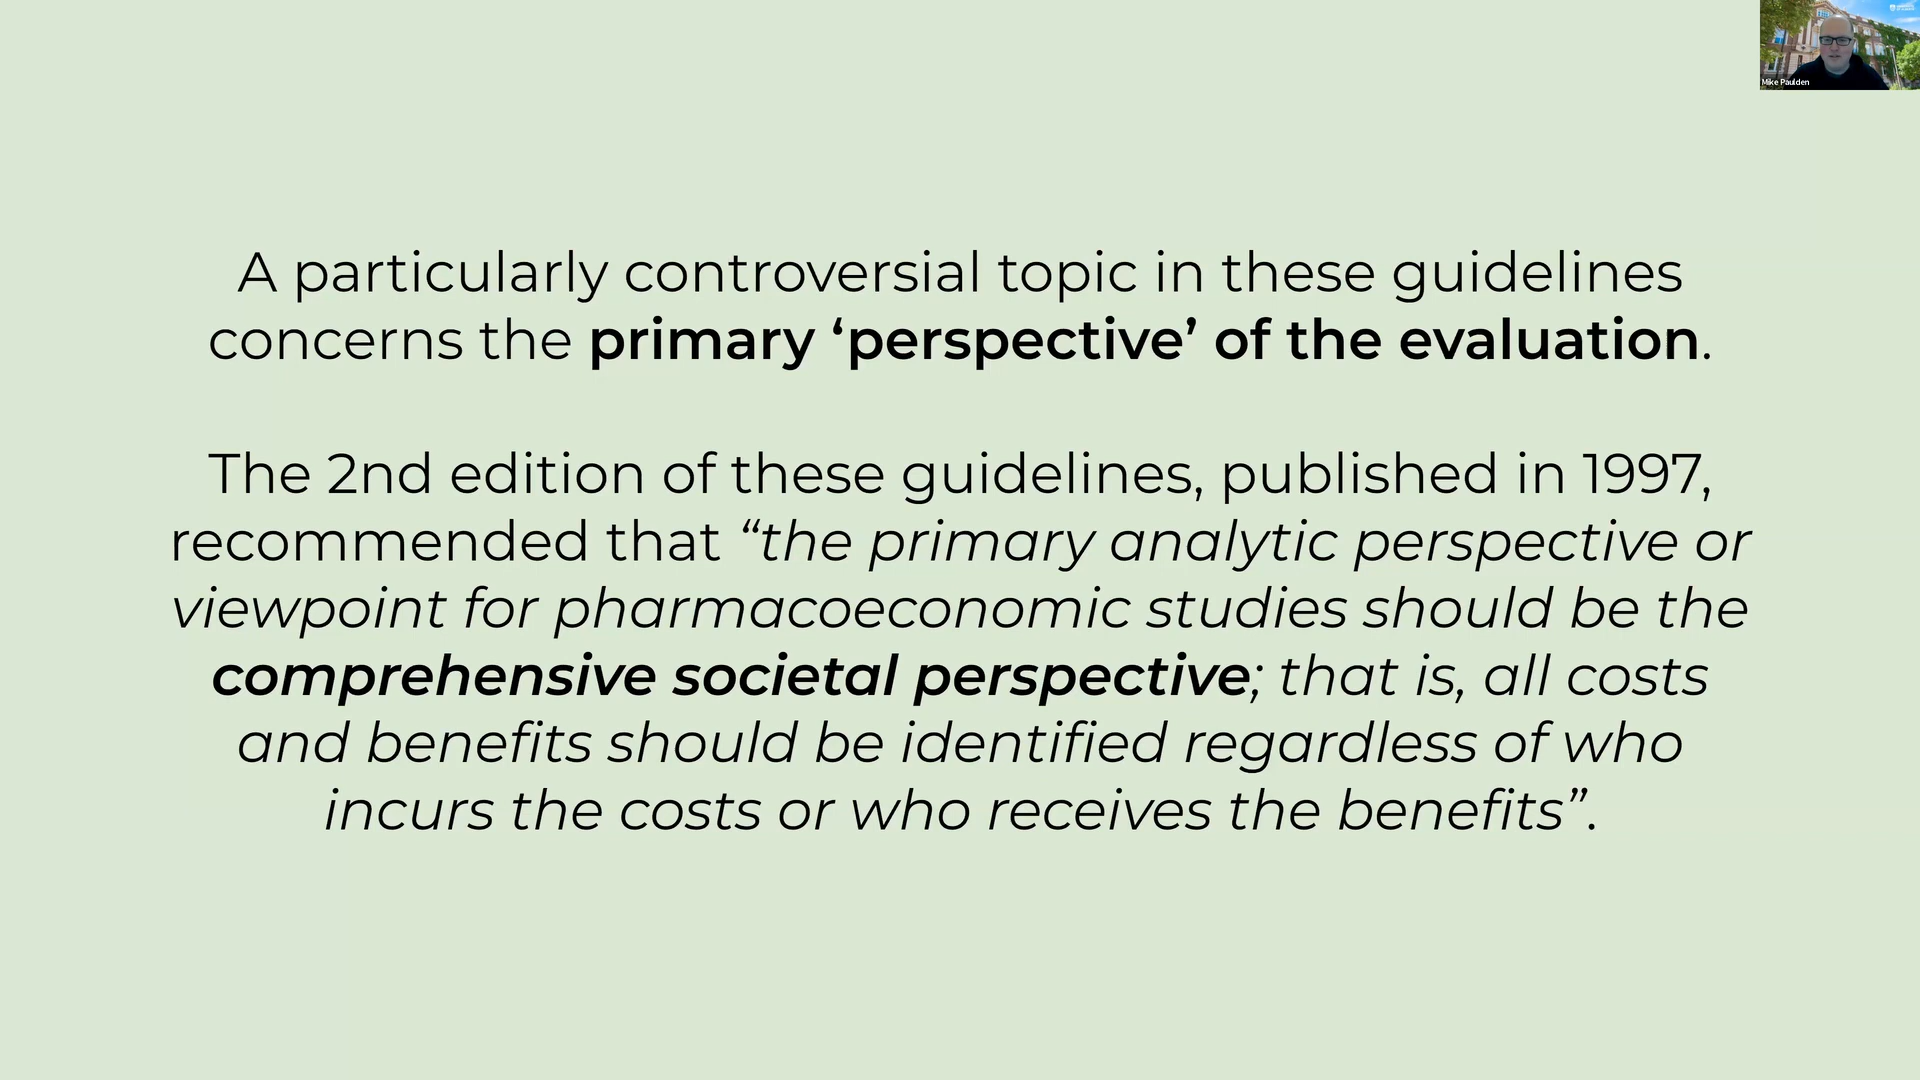 Mike Paulden
A particularly controversial topic in these guidelines
concerns the primary ‘perspective’ of the evaluation.
The 2nd edition of these guidelines, published in 1997,
recommended that “the primary analytic perspective or
viewpoint for pharmacoeconomic studies should be the
comprehensive societal perspective; that is, all costs
and benefits should be identified regardless of who
incurs the costs or who receives the benefits”.